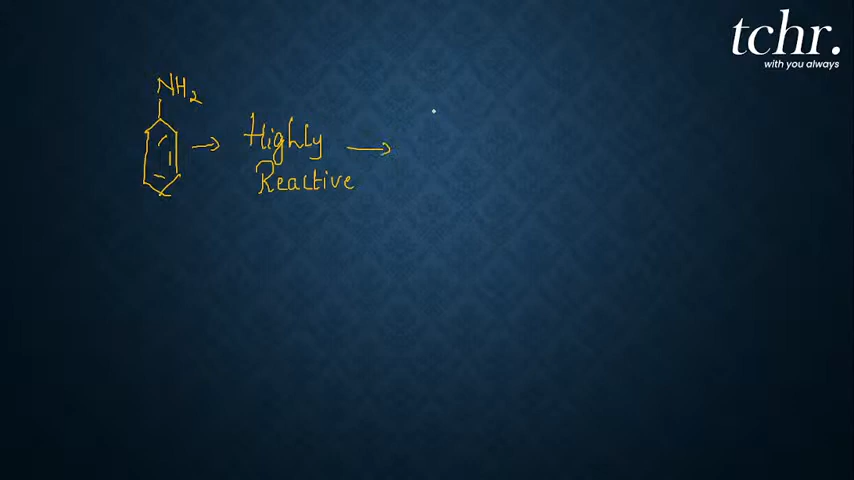 tchr.
with you always
NH2
→ Highly →
Reactive